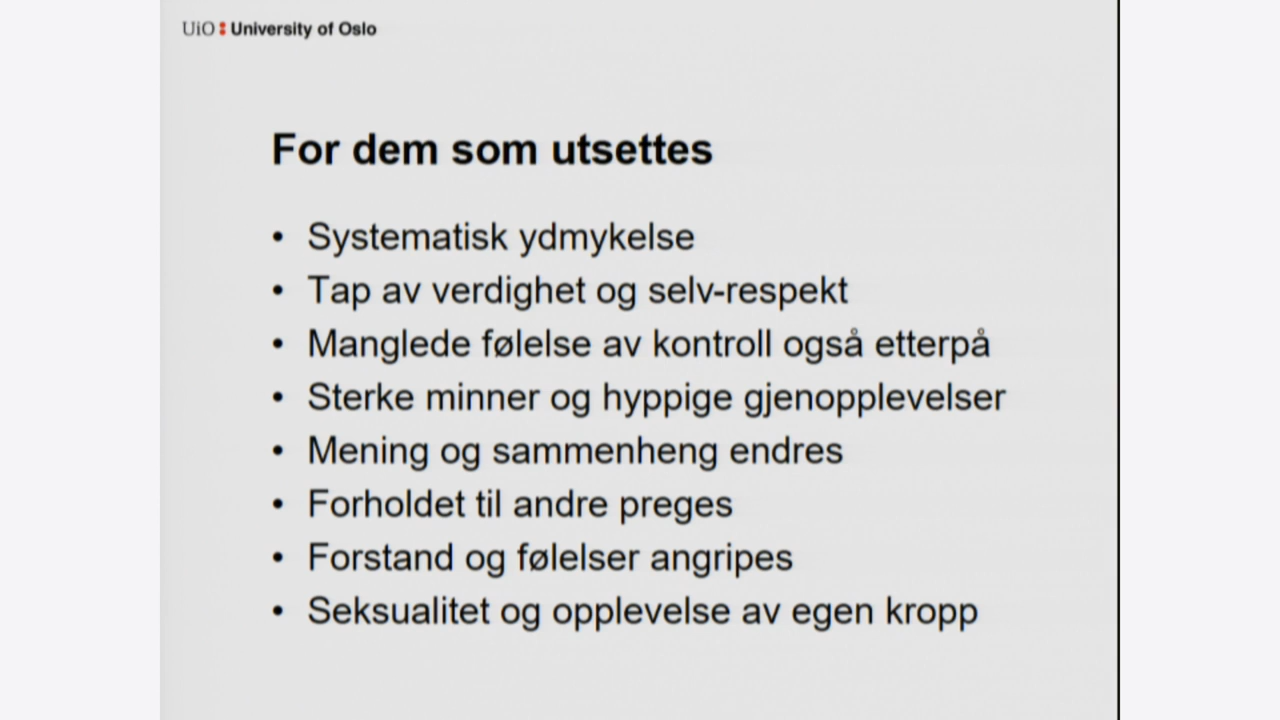 UiO : University of Oslo
For dem som utsettes
• Systematisk ydmykelse
• Tap av verdighet og selv-respekt
• Manglede følelse av kontroll også etterpå
• Sterke minner og hyppige gjenopplevelser
• Mening og sammenheng endres
• Forholdet til andre preges
• Forstand og følelser angripes
• Seksualitet og opplevelse av egen kropp